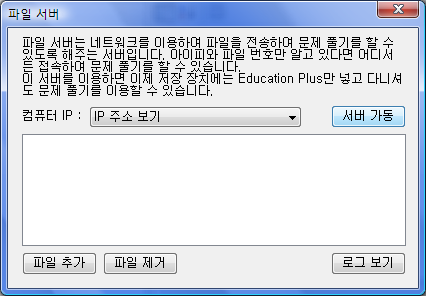 파일 서버
파일 서버는 네트워크를 이용하여 파일을 전송하며 문제 풀기를 할 수
있도록 해주는 서버입니다. 아이피와 파일 번호만 알고 있다면 어디서
든 접속하며 문제 풀기를 할 수 있습니다.
이 서버를 이용하면 이제 저장 장치에는 Education Plus만 넣고 다니셔
도 문제 풀기를 이용할 수 있습니다.
컴퓨터 IP : IP 주소 보기 서버 가동
파일 추가 파일 제거 로그 보기